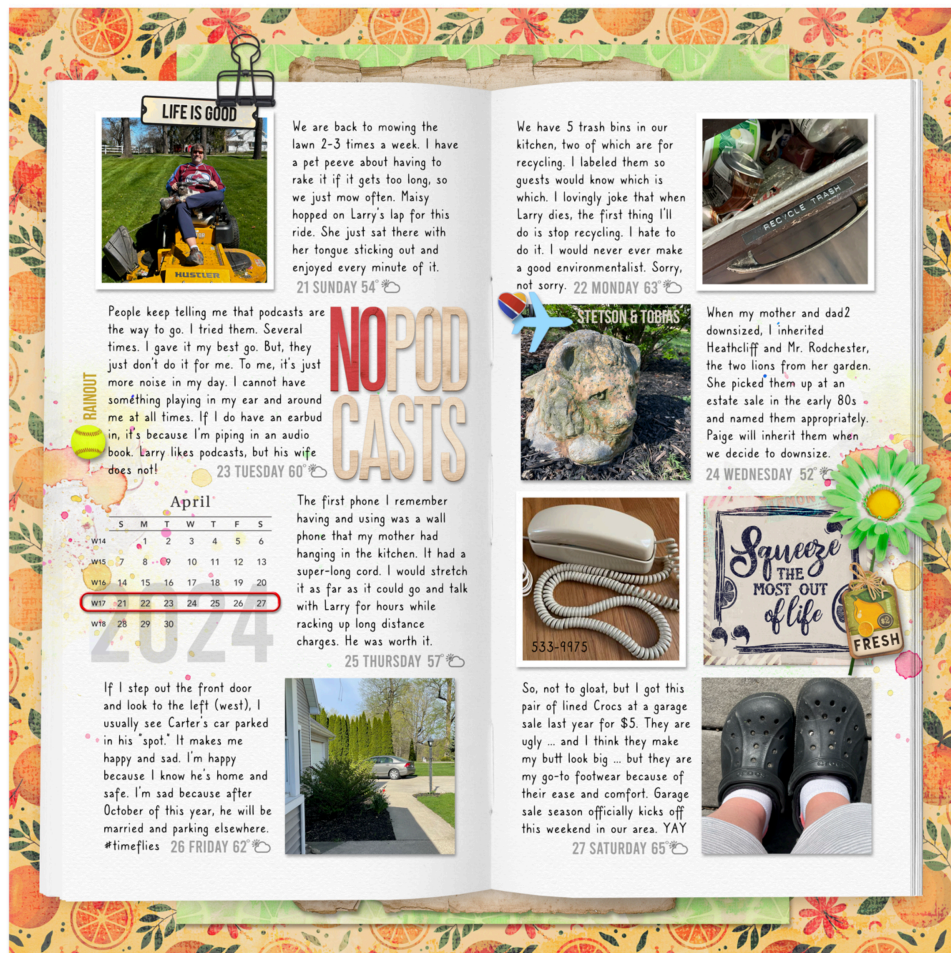 LIFE IS GOOD
HUSTLER
We are back to mowing the
lawn 2-3 times a week. I have
a pet peeve about having to
rake it if it gets too long, so
we just mow often. Maisy
hopped on Larry's lap for this
ride. She just sat there with
her tongue sticking out and
enjoyed every minute of it.
21 SUNDAY 54°
People keep telling me that podcasts are
the way to go. I tried them. Several
times. I gave it my best go. But, they
just don't do it for me. To me, it's just
more noise in my day. I cannot have
something playing in my ear and around
me at all times. If I do have an earbud
in, it's because I'm piping in an audio
book. Larry likes podcasts, but his wife
does not!
23 TUESDAY 60°
RAINOUT
NO POD
CASTS
April
S M T W T F S
W14 1 2 3 4 5 6
W15 7 8 9 10 11 12 13
W16 14 15 16 17 18 19 20
W17 21 22 23 24 25 26 27
W18 28 29 30
2024
The first phone I remember
having and using was a wall
phone that my mother had
hanging in the kitchen. It had a
super-long cord. I would stretch
it as far as it could go and talk
with Larry for hours while
racking up long distance
charges. He was worth it.
25 THURSDAY 57°
If I step out the front door
and look to the left (west), I
usually see Carter's car parked
in his "spot." It makes me
happy and sad. I'm happy
because I know he's home and
safe. I'm sad because after
October of this year, he will be
married and parking elsewhere.
#timeflies 26 FRIDAY 62°
We have 5 trash bins in our
kitchen, two of which are for
recycling. I labeled them so
guests would know which is
which. I lovingly joke that when
Larry dies, the first thing I'll
do is stop recycling. I hate to
do it. I would never ever make
a good environmentalist. Sorry,
not sorry. 22 MONDAY 63°
RECYCLE TRASH
STETSON & TOBIAS
When my mother and dad2
downsized, I inherited
Heathcliff and Mr. Rodchester,
the two lions from her garden.
She picked them up at an
estate sale in the early 80s
and named them appropriately.
Paige will inherit them when
we decide to downsize.
24 WEDNESDAY 52°
533-9975
Squeeze
THE
MOST OUT
of life
FRESH
So, not to gloat, but I got this
pair of lined Crocs at a garage
sale last year for $5. They are
ugly ... and I think they make
my butt look big ... but they are
my go-to footwear because of
their ease and comfort. Garage
sale season officially kicks off
this weekend in our area. YAY
27 SATURDAY 65°